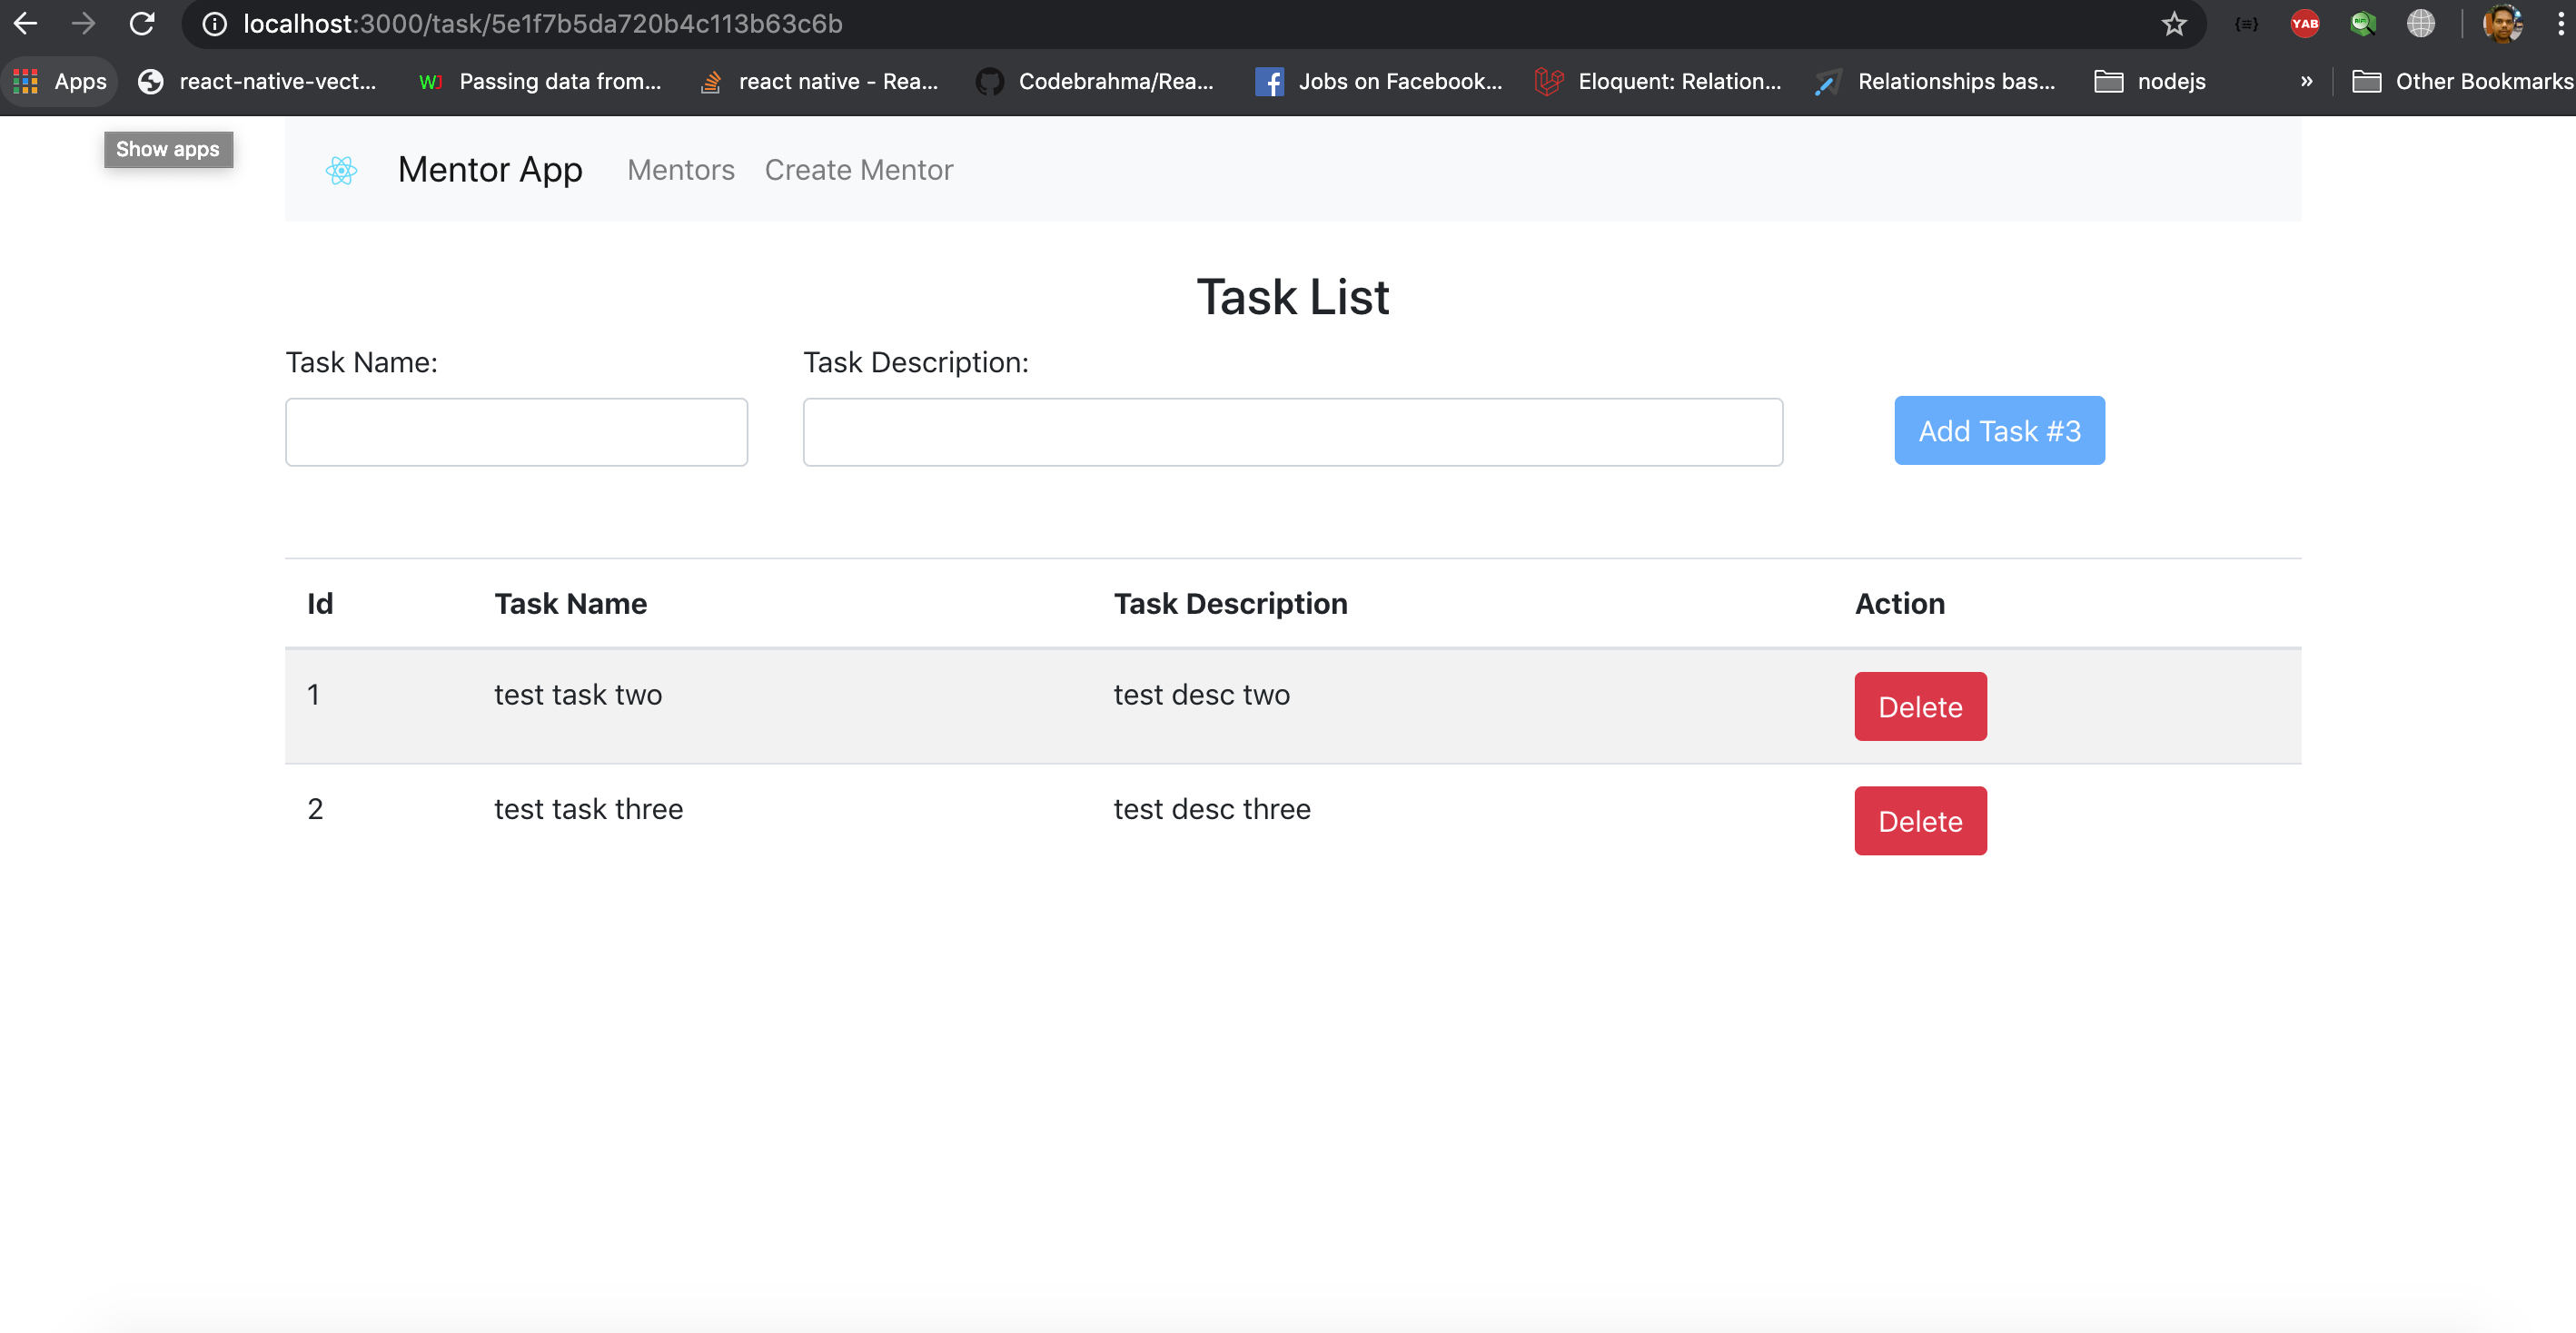 localhost:3000/task/5e1f7b5da720b4c113b63c6b
YAB
Apps react-native-vect... WJ Passing data from... react native - Rea... Codebrahma/Rea... Jobs on Facebook... Eloquent: Relation... Relationships bas... nodejs » Other Bookmarks
Show apps
Mentor App Mentors Create Mentor
Task List
Task Name: Task Description:
Add Task #3
Id Task Name Task Description Action
1 test task two test desc two Delete
2 test task three test desc three Delete